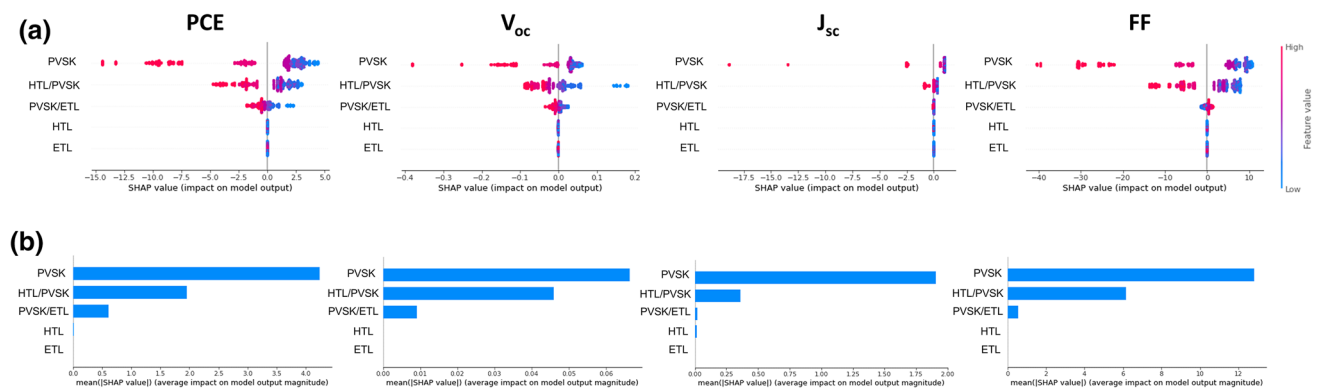 (a)
PCE
Voc
Jsc
FF
PVSK
HTL/PVSK
PVSK/ETL
HTL
ETL
−15.0 −12.5 −10.0 −7.5 −5.0 −2.5 0.0 2.5 5.0
SHAP value (impact on model output)
PVSK
HTL/PVSK
PVSK/ETL
HTL
ETL
−0.4 −0.3 −0.2 −0.1 0.0 0.1 0.2
SHAP value (impact on model output)
PVSK
HTL/PVSK
PVSK/ETL
HTL
ETL
−17.5 −15.0 −12.5 −10.0 −7.5 −5.0 −2.5 0.0
SHAP value (impact on model output)
PVSK
HTL/PVSK
PVSK/ETL
HTL
ETL
−40 −30 −20 −10 0 10
SHAP value (impact on model output)
High
Feature value
Low
(b)
PVSK
HTL/PVSK
PVSK/ETL
HTL
ETL
0.0 0.5 1.0 1.5 2.0 2.5 3.0 3.5 4.0
mean(|SHAP value|) (average impact on model output magnitude)
PVSK
HTL/PVSK
PVSK/ETL
HTL
ETL
0.00 0.01 0.02 0.03 0.04 0.05 0.06
mean(|SHAP value|) (average impact on model output magnitude)
PVSK
HTL/PVSK
PVSK/ETL
HTL
ETL
0.00 0.25 0.50 0.75 1.00 1.25 1.50 1.75 2.00
mean(|SHAP value|) (average impact on model output magnitude)
PVSK
HTL/PVSK
PVSK/ETL
HTL
ETL
0 2 4 6 8 10 12
mean(|SHAP value|) (average impact on model output magnitude)